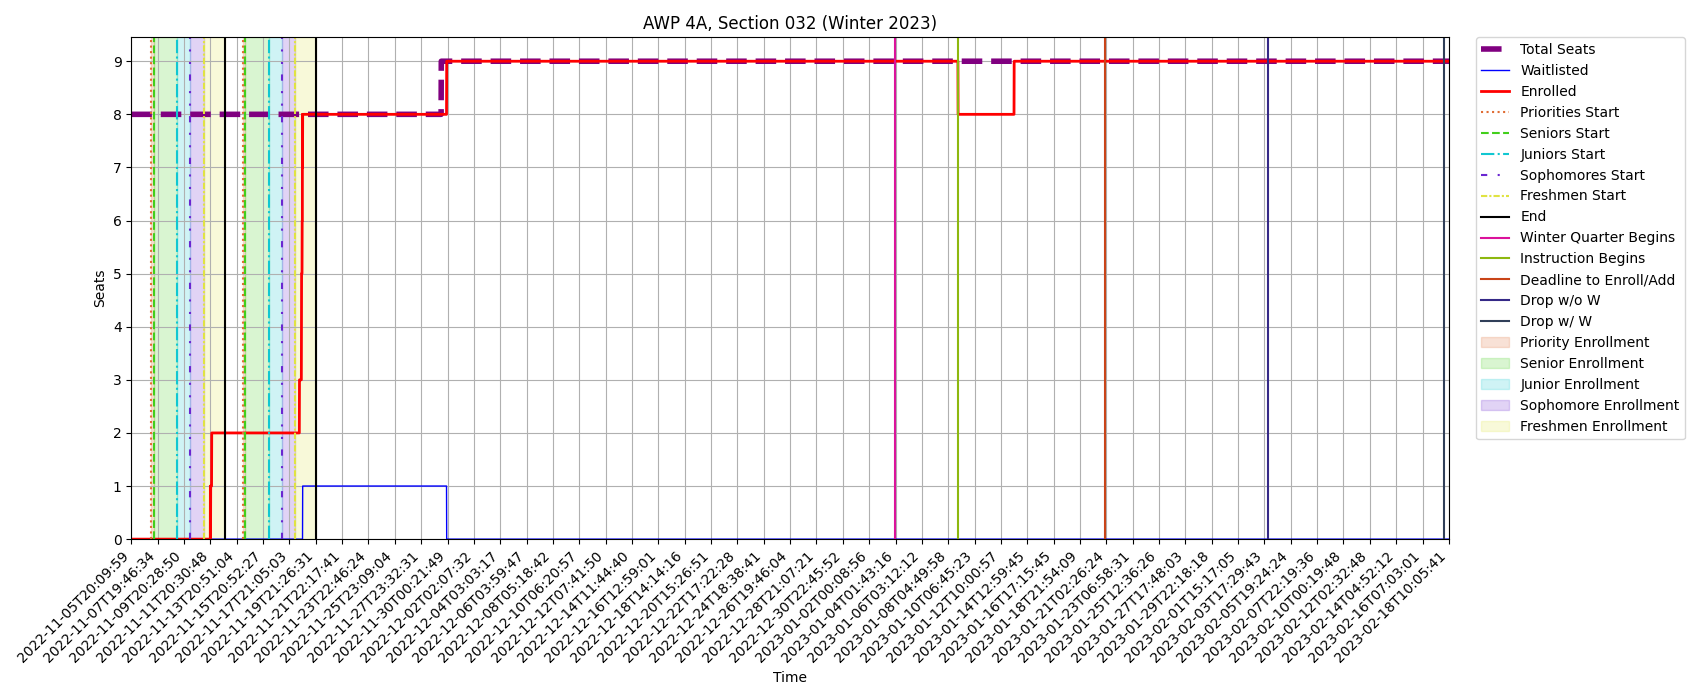 AWP 4A, Section 032 (Winter 2023)
Seats
9
8
7
6
5
4
3
2
1
0
2022-11-05T20:09:59
2022-11-07T19:46:34
2022-11-09T20:28:50
2022-11-11T20:30:48
2022-11-13T20:51:04
2022-11-15T20:52:27
2022-11-17T21:05:03
2022-11-19T21:26:31
2022-11-21T22:17:41
2022-11-23T22:46:24
2022-11-25T23:09:04
2022-11-27T23:32:31
2022-11-30T00:21:49
2022-12-02T02:07:32
2022-12-04T03:03:17
2022-12-06T03:59:47
2022-12-08T05:18:42
2022-12-10T06:20:57
2022-12-12T07:41:50
2022-12-14T11:44:40
2022-12-16T12:59:01
2022-12-18T14:14:16
2022-12-20T15:26:51
2022-12-22T17:22:28
2022-12-24T18:38:41
2022-12-26T19:46:04
2022-12-28T21:07:21
2022-12-30T22:45:52
2023-01-02T00:08:56
2023-01-04T01:43:16
2023-01-06T03:12:12
2023-01-08T04:49:58
2023-01-10T06:45:23
2023-01-12T10:00:57
2023-01-14T12:59:45
2023-01-16T17:15:45
2023-01-18T21:54:09
2023-01-21T02:26:24
2023-01-23T06:58:31
2023-01-25T12:36:26
2023-01-27T17:48:03
2023-01-29T22:18:18
2023-02-01T15:17:05
2023-02-03T17:29:43
2023-02-05T19:24:24
2023-02-07T22:19:36
2023-02-10T00:19:48
2023-02-12T02:32:48
2023-02-14T04:52:12
2023-02-16T07:03:01
2023-02-18T10:05:41
Time
Total Seats
Waitlisted
Enrolled
Priorities Start
Seniors Start
Juniors Start
Sophomores Start
Freshmen Start
End
Winter Quarter Begins
Instruction Begins
Deadline to Enroll/Add
Drop w/o W
Drop w/ W
Priority Enrollment
Senior Enrollment
Junior Enrollment
Sophomore Enrollment
Freshmen Enrollment